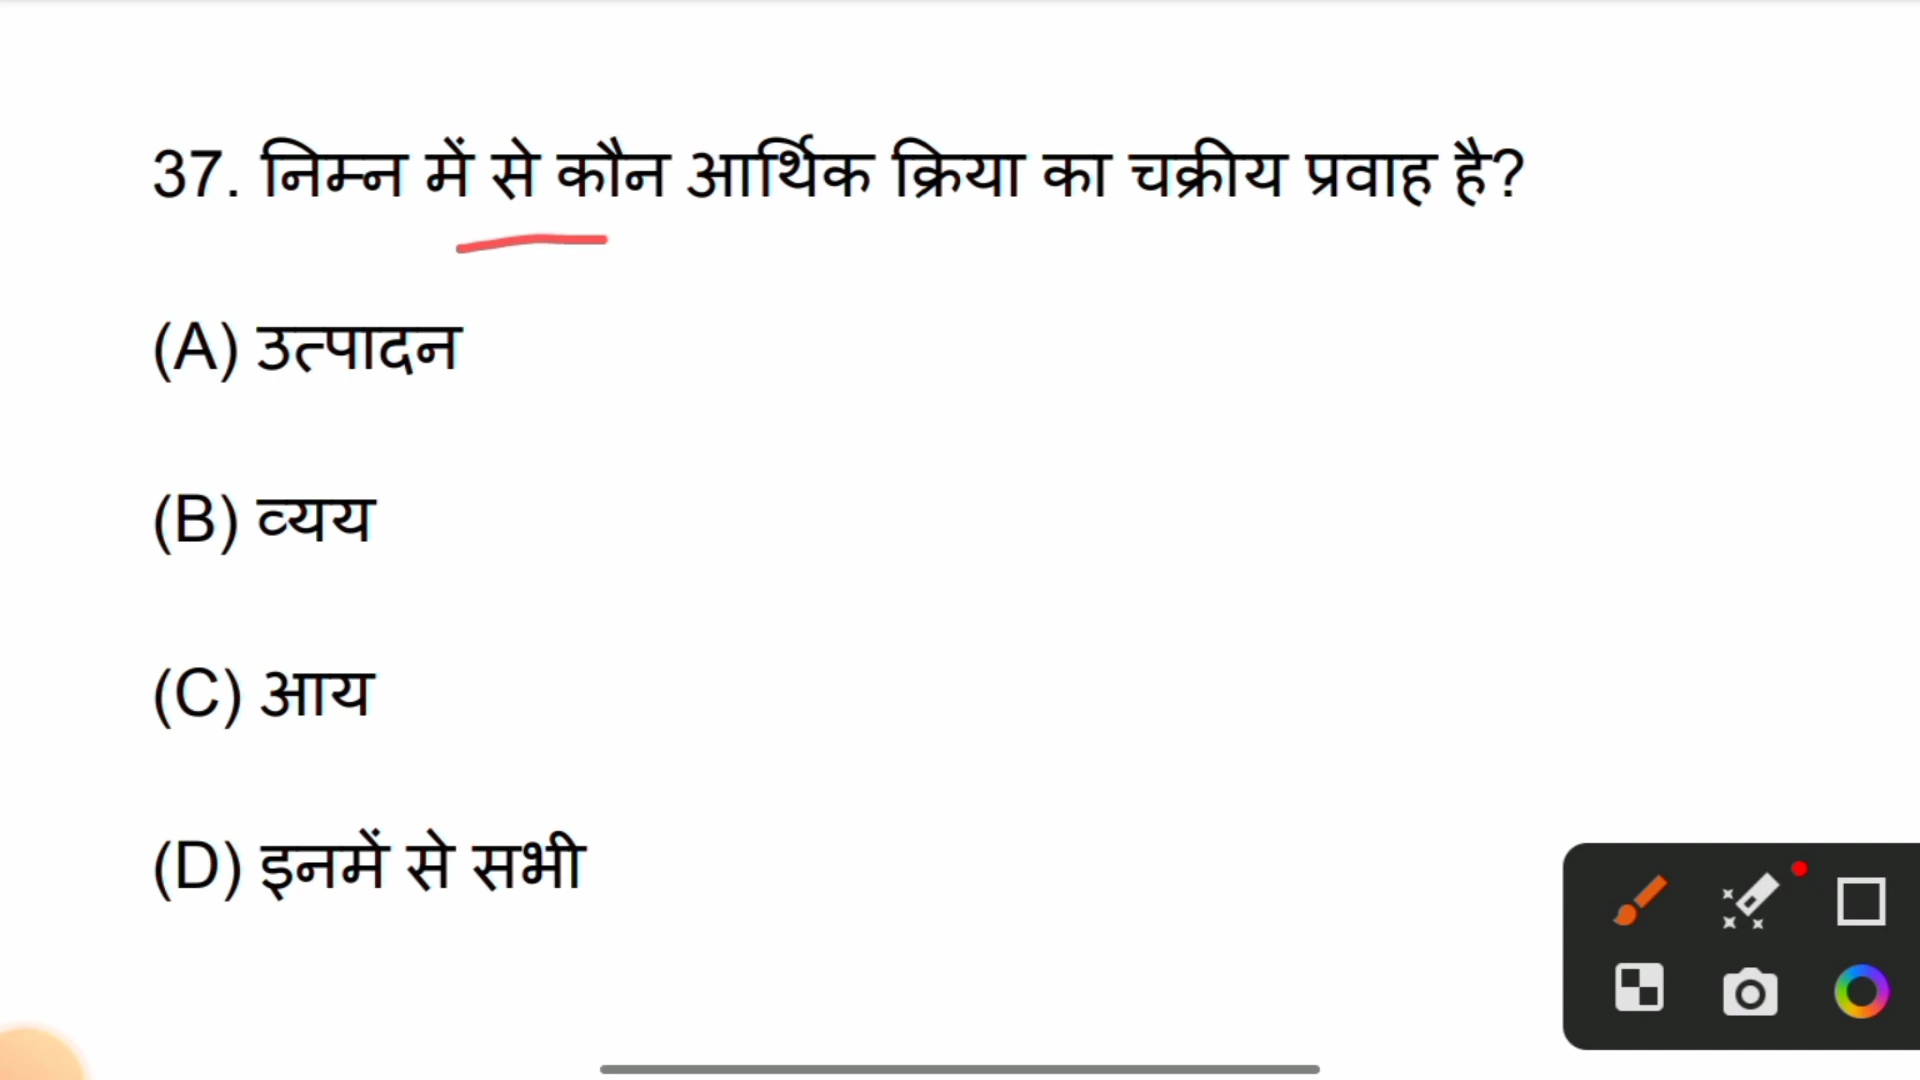 37. निम्न में से कौन आर्थिक क्रिया का चक्रीय प्रवाह है?
(A) उत्पादन
(B) व्यय
(C) आय
(D) इनमें से सभी